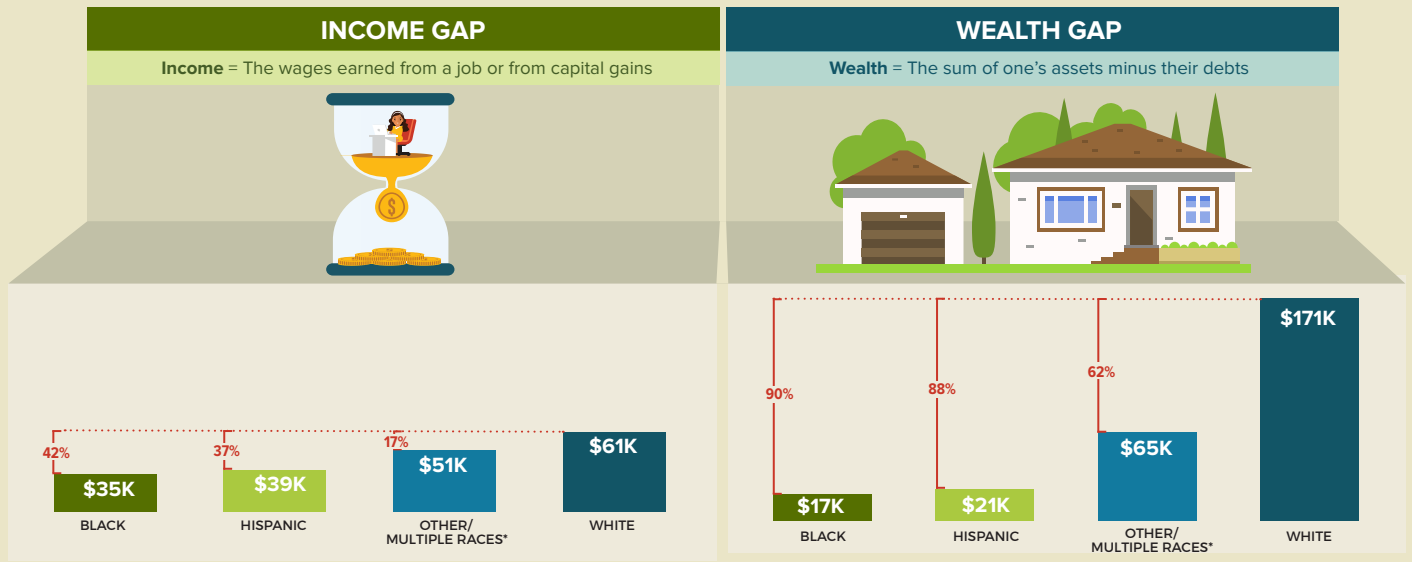 INCOME GAP
Income = The wages earned from a job or from capital gains
$
42%
37%
17%
$35K
$39K
$51K
$61K
BLACK
HISPANIC
OTHER/
MULTIPLE RACES*
WHITE
WEALTH GAP
Wealth = The sum of one’s assets minus their debts
90%
88%
62%
$17K
$21K
$65K
$171K
BLACK
HISPANIC
OTHER/
MULTIPLE RACES*
WHITE